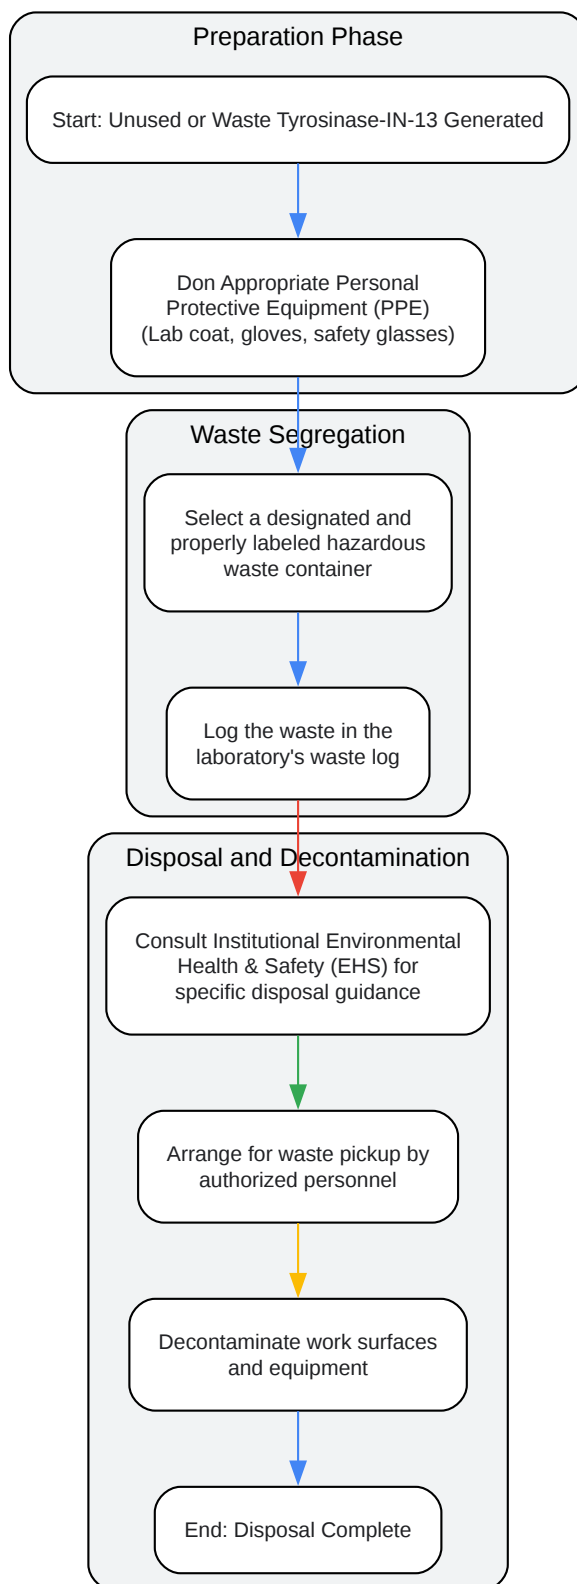 Preparation Phase
Start: Unused or Waste Tyrosinase-IN-13 Generated
Don Appropriate Personal
Protective Equipment (PPE)
(Lab coat, gloves, safety glasses)
Waste Segregation
Select a designated and
properly labeled hazardous
waste container
Log the waste in the
laboratory's waste log
Disposal and Decontamination
Consult Institutional Environmental
Health & Safety (EHS) for
specific disposal guidance
Arrange for waste pickup by
authorized personnel
Decontaminate work surfaces
and equipment
End: Disposal Complete